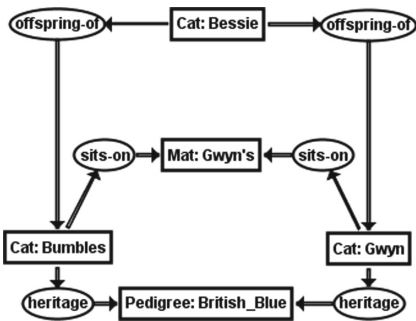 offspring-of
Cat: Bessie
offspring-of
sits-on
Mat: Gwyn's
sits-on
Cat: Bumbles
Cat: Gwyn
heritage
Pedigree: British_Blue
heritage